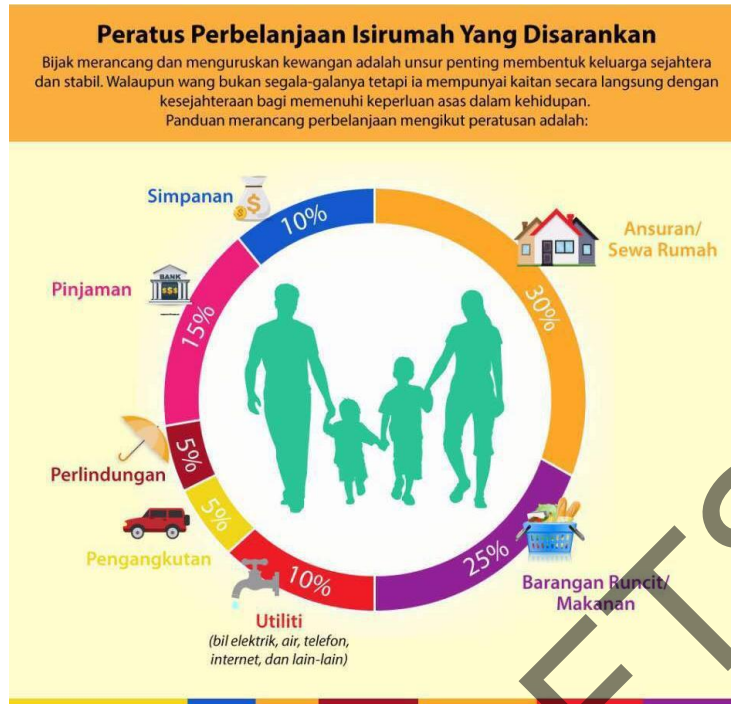 Peratus Perbelanjaan Isirumah Yang Disarankan
Bijak merancang dan menguruskan kewangan adalah unsur penting membentuk keluarga sejahtera
dan stabil. Walaupun wang bukan segala-galanya tetapi ia mempunyai kaitan secara langsung dengan
kesejahteraan bagi memenuhi keperluan asas dalam kehidupan.
Panduan merancang perbelanjaan mengikut peratusan adalah:
Simpanan
10%
Ansuran/
Sewa Rumah
30%
Pinjaman
BANK
$$$
15%
Perlindungan
5%
Pengangkutan
5%
Utiliti
(bil elektrik, air, telefon,
internet, dan lain-lain)
10%
25%
Barangan Runcit/
Makanan
ETS